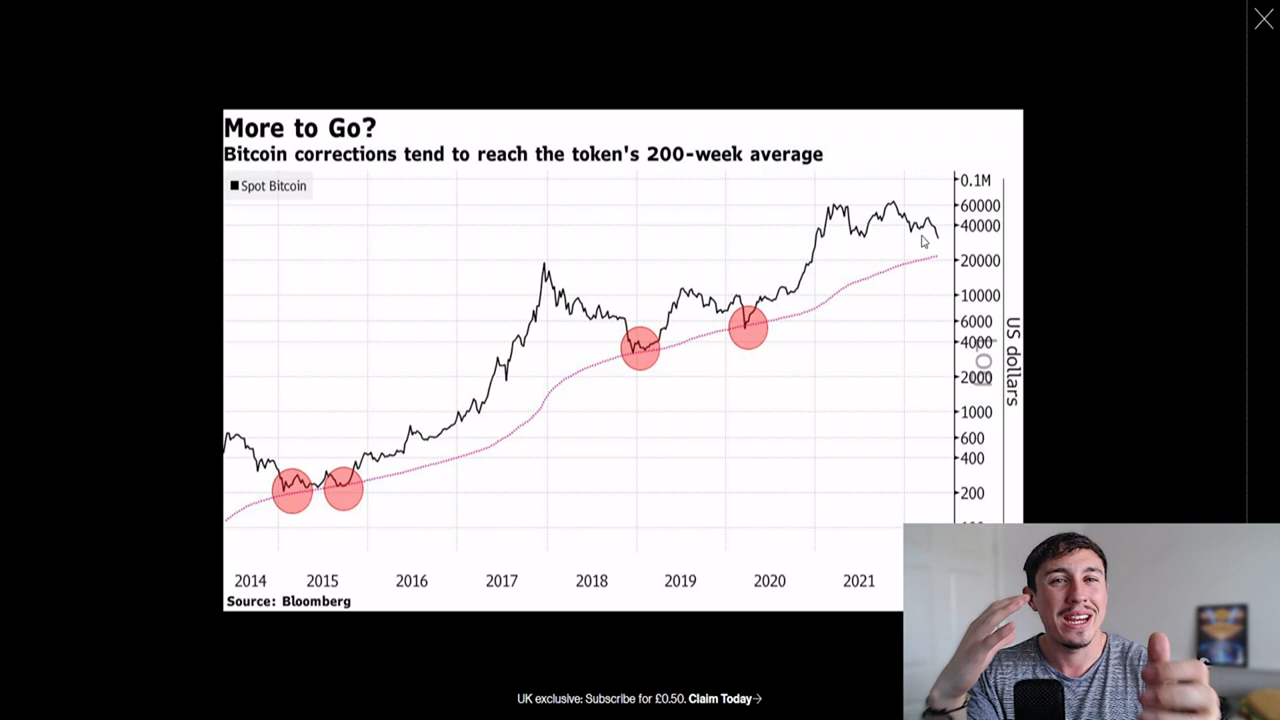 More to Go?
Bitcoin corrections tend to reach the token's 200-week average
Spot Bitcoin
0.1M
60000
40000
20000
10000
6000
4000
2000
1000
600
400
200
US dollars
2014 2015 2016 2017 2018 2019 2020 2021
Source: Bloomberg
UK exclusive: Subscribe for £0.50. Claim Today